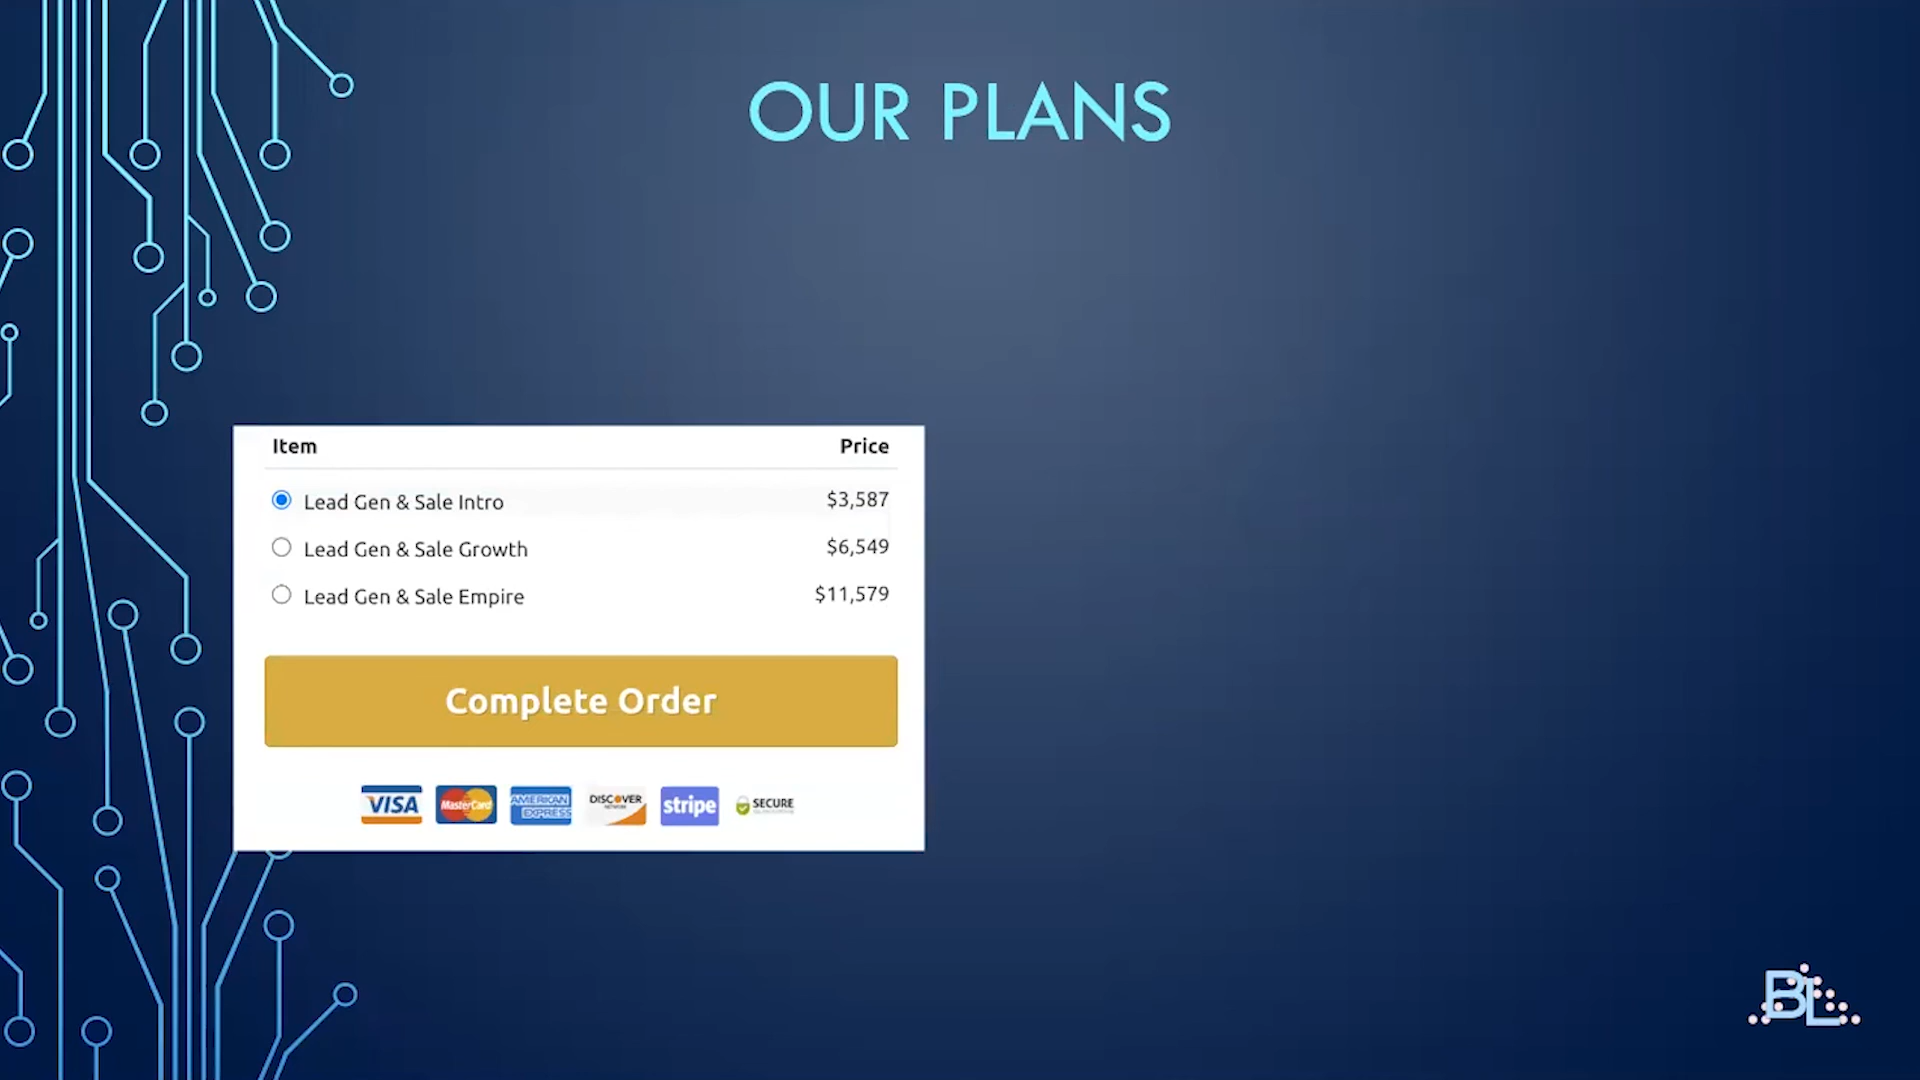 OUR PLANS
Item Price
Lead Gen & Sale Intro $3,587
Lead Gen & Sale Growth $6,549
Lead Gen & Sale Empire $11,579
Complete Order
VISA MasterCard AMERICAN EXPRESS DISCOVER stripe SECURE
BL